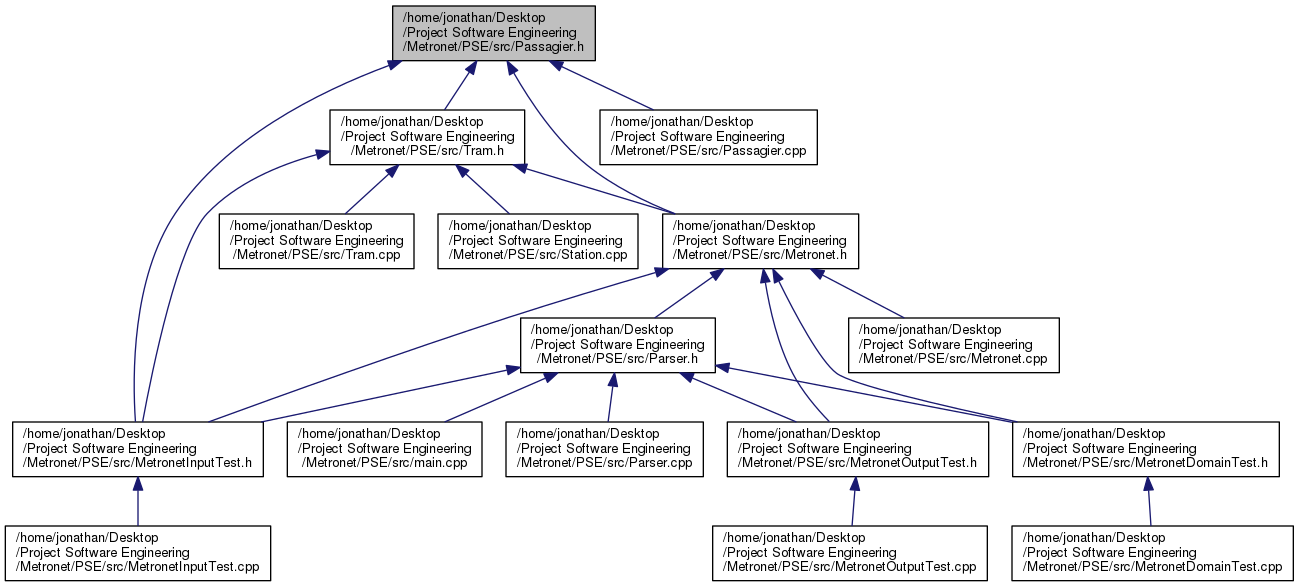 /home/jonathan/Desktop
/Project Software Engineering
/Metronet/PSE/src/Passagier.h
/home/jonathan/Desktop
/Project Software Engineering
/Metronet/PSE/src/Tram.h
/home/jonathan/Desktop
/Project Software Engineering
/Metronet/PSE/src/Passagier.cpp
/home/jonathan/Desktop
/Project Software Engineering
/Metronet/PSE/src/Tram.cpp
/home/jonathan/Desktop
/Project Software Engineering
/Metronet/PSE/src/Station.cpp
/home/jonathan/Desktop
/Project Software Engineering
/Metronet/PSE/src/Metronet.h
/home/jonathan/Desktop
/Project Software Engineering
/Metronet/PSE/src/Parser.h
/home/jonathan/Desktop
/Project Software Engineering
/Metronet/PSE/src/Metronet.cpp
/home/jonathan/Desktop
/Project Software Engineering
/Metronet/PSE/src/MetronetInputTest.h
/home/jonathan/Desktop
/Project Software Engineering
/Metronet/PSE/src/main.cpp
/home/jonathan/Desktop
/Project Software Engineering
/Metronet/PSE/src/Parser.cpp
/home/jonathan/Desktop
/Project Software Engineering
/Metronet/PSE/src/MetronetOutputTest.h
/home/jonathan/Desktop
/Project Software Engineering
/Metronet/PSE/src/MetronetDomainTest.h
/home/jonathan/Desktop
/Project Software Engineering
/Metronet/PSE/src/MetronetInputTest.cpp
/home/jonathan/Desktop
/Project Software Engineering
/Metronet/PSE/src/MetronetOutputTest.cpp
/home/jonathan/Desktop
/Project Software Engineering
/Metronet/PSE/src/MetronetDomainTest.cpp